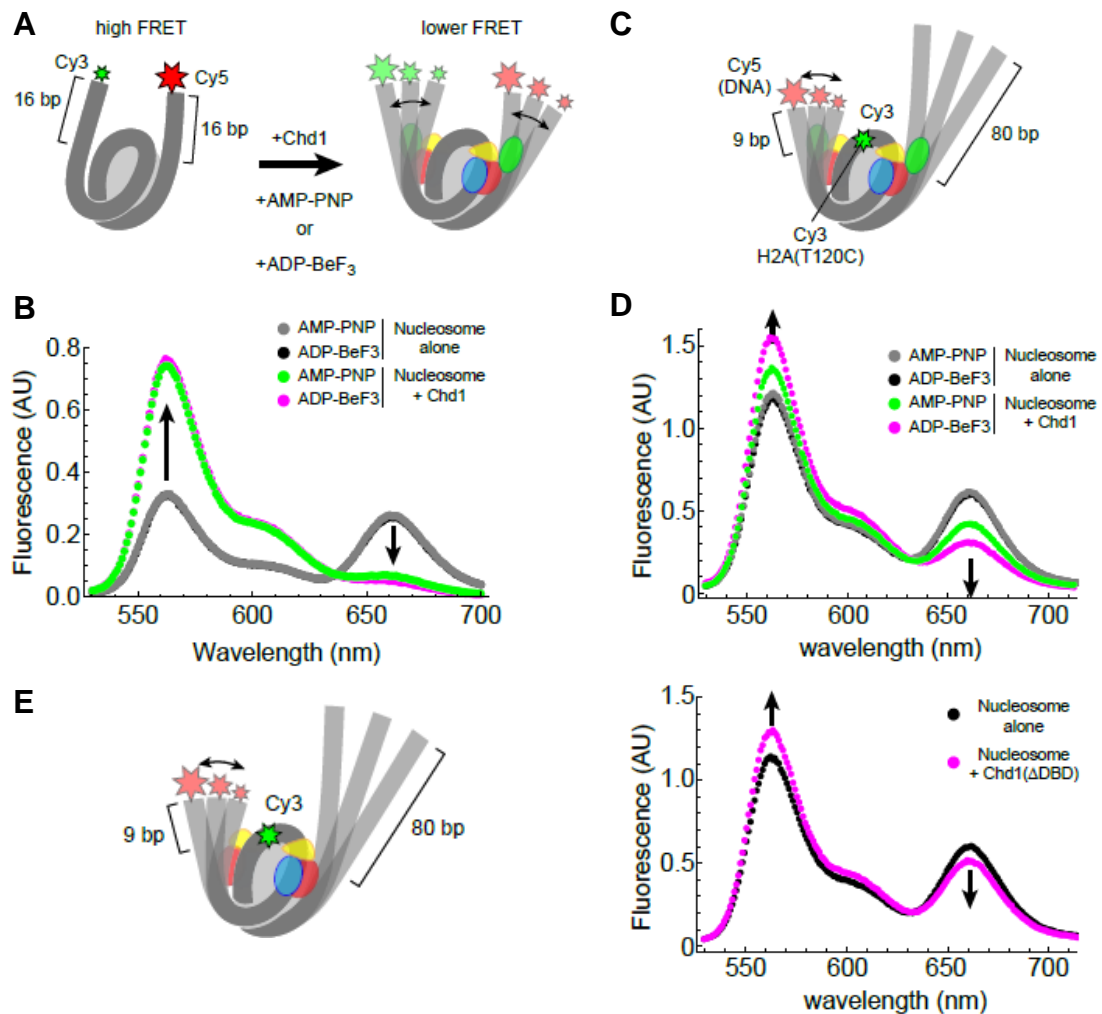 A
high FRET
lower FRET
Cy3
Cy5
16 bp
16 bp
+Chd1
+AMP-PNP
or
+ADP-BeF3
C
Cy5
(DNA)
Cy3
9 bp
80 bp
Cy3
H2A(T120C)
B
AMP-PNP
ADP-BeF3
Nucleosome
alone
AMP-PNP
ADP-BeF3
Nucleosome
+ Chd1
Fluorescence (AU)
0.8
0.6
0.4
0.2
0.0
550
600
650
700
Wavelength (nm)
D
AMP-PNP
ADP-BeF3
Nucleosome
alone
AMP-PNP
ADP-BeF3
Nucleosome
+ Chd1
Fluorescence (AU)
1.5
1.0
0.5
0
550
600
650
700
wavelength (nm)
E
9 bp
Cy3
80 bp
Nucleosome
alone
Nucleosome
+ Chd1(ΔDBD)
Fluorescence (AU)
1.5
1.0
0.5
0
550
600
650
700
wavelength (nm)